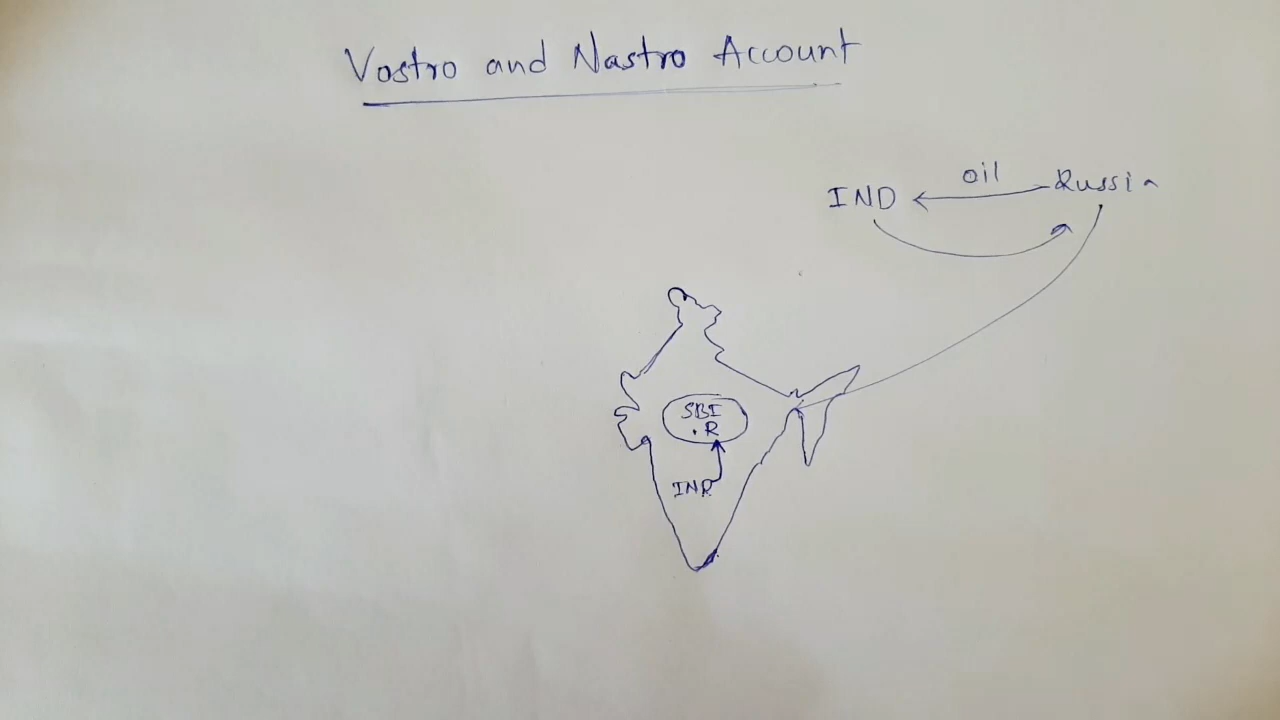 Vostro and Nastro Account
oil
IND Russia
SBI
. R
INR